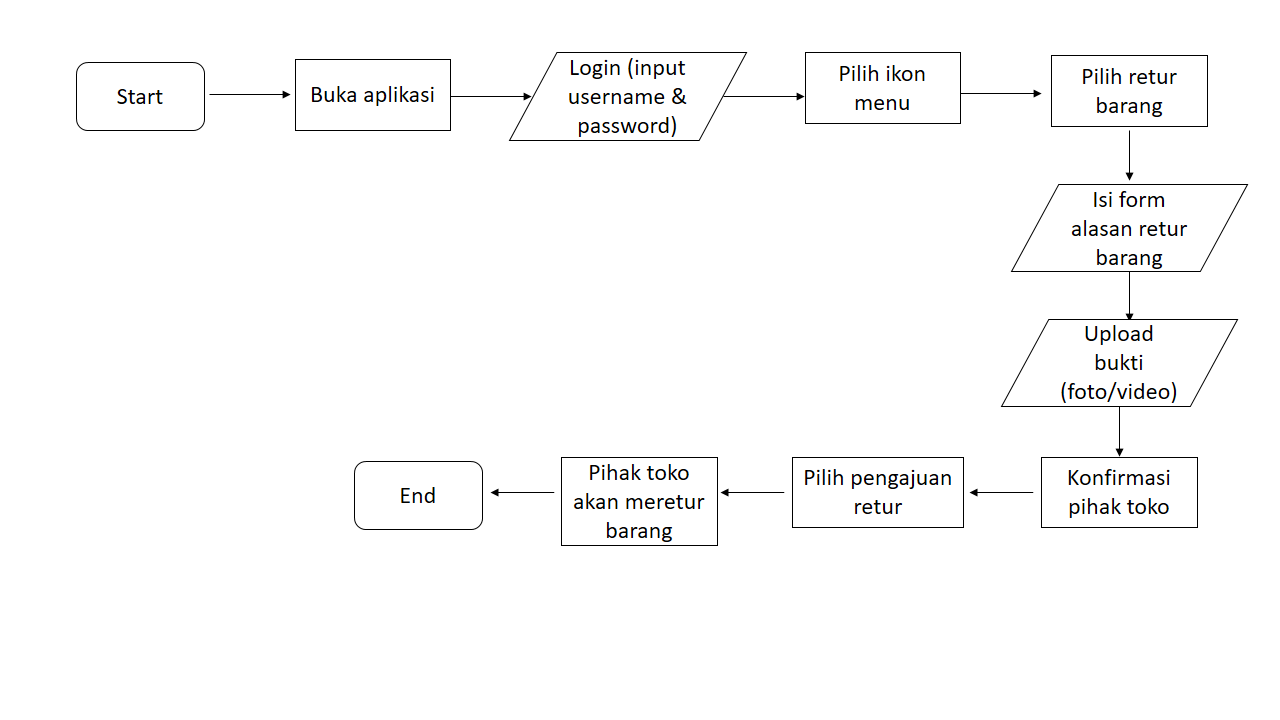 Start
Buka aplikasi
Login (input
username &
password)
Pilih ikon
menu
Pilih retur
barang
Isi form
alasan retur
barang
Upload
bukti
(foto/video)
Konfirmasi
pihak toko
Pilih pengajuan
retur
Pihak toko
akan meretur
barang
End